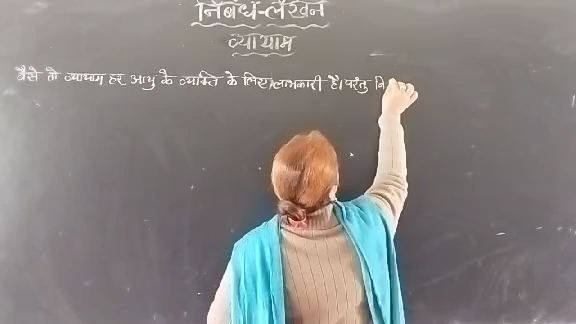 निबंध-लेखन
व्यायाम
वैसे तो व्यायाम हर आयु के व्यक्ति के लिए लाभकारी है। परंतु वि